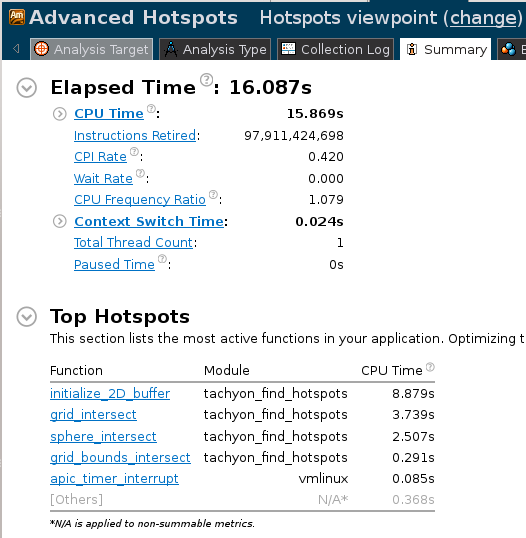 Am Advanced Hotspots Hotspots viewpoint (change)
Analysis Target Analysis Type Collection Log Summary
Elapsed Time ?: 16.087s
CPU Time ?: 15.869s
Instructions Retired: 97,911,424,698
CPI Rate ?: 0.420
Wait Rate ?: 0.000
CPU Frequency Ratio ?: 1.079
Context Switch Time: 0.024s
Total Thread Count: 1
Paused Time ?: 0s
Top Hotspots
This section lists the most active functions in your application. Optimizing t
Function Module CPU Time ?
initialize_2D_buffer tachyon_find_hotspots 8.879s
grid_intersect tachyon_find_hotspots 3.739s
sphere_intersect tachyon_find_hotspots 2.507s
grid_bounds_intersect tachyon_find_hotspots 0.291s
apic_timer_interrupt vmlinux 0.085s
[Others] N/A* 0.368s
*N/A is applied to non-summable metrics.